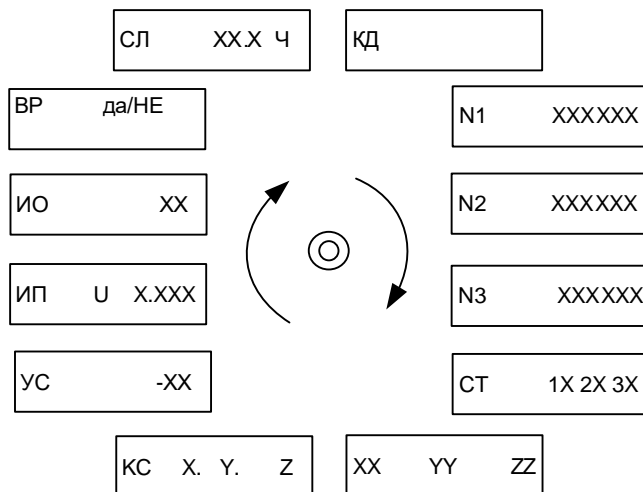 СЛ XX.X Ч
КД
ВР да/НЕ
N1 XXXXXX
ИО XX
N2 XXXXXX
ИП U X.XXX
N3 XXXXXX
УС -XX
СТ 1X 2X 3X
КС X. Y. Z
XX YY ZZ